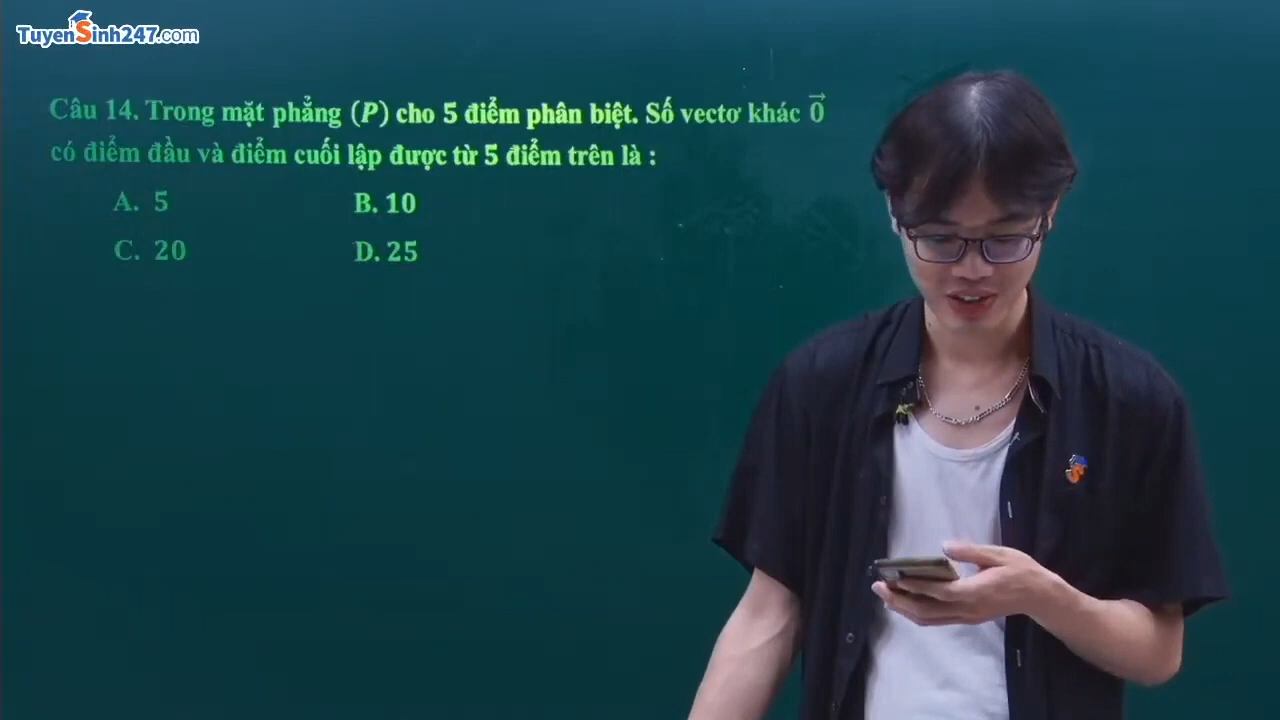 TuyenSinh247.com
Câu 14. Trong mặt phẳng (P) cho 5 điểm phân biệt. Số vectơ khác \vec{0}
có điểm đầu và điểm cuối lập được từ 5 điểm trên là :
A. 5 B. 10
C. 20 D. 25